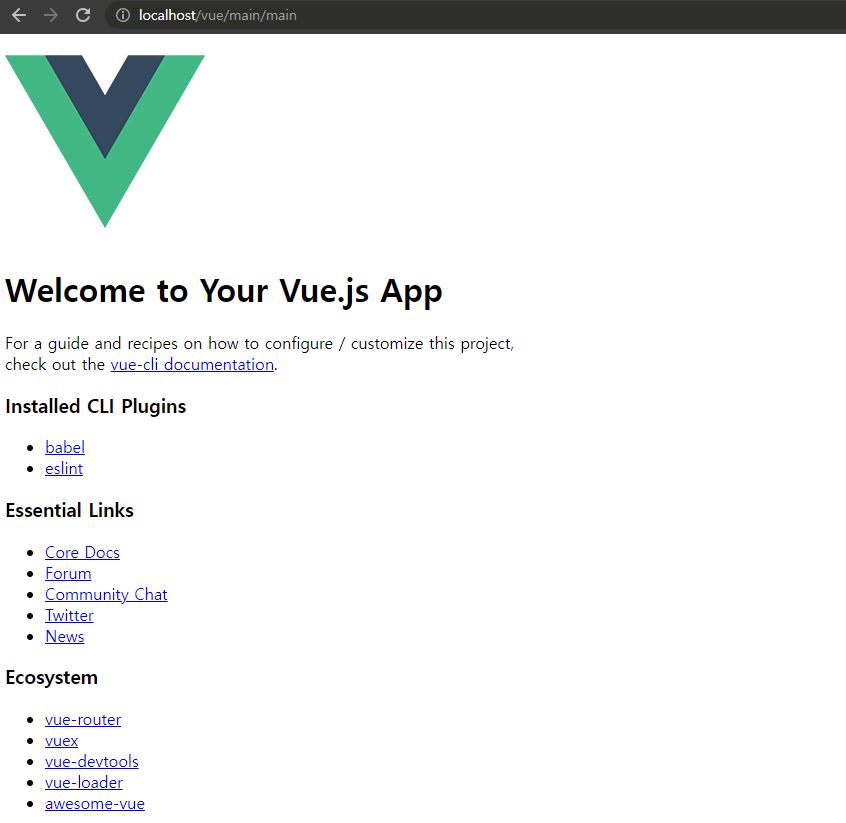 localhost/vue/main/main
Welcome to Your Vue.js App
For a guide and recipes on how to configure / customize this project,
check out the vue-cli documentation.
Installed CLI Plugins
babel
eslint
Essential Links
Core Docs
Forum
Community Chat
Twitter
News
Ecosystem
vue-router
vuex
vue-devtools
vue-loader
awesome-vue